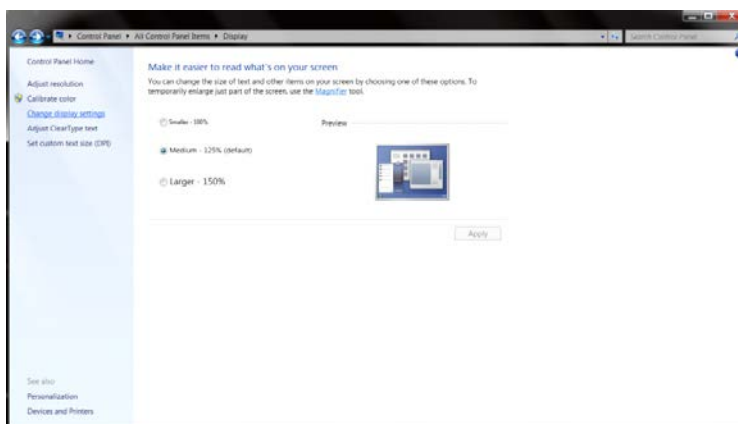 Control Panel ▸ All Control Panel Items ▸ Display
Search Control Panel
Control Panel Home
Adjust resolution
Calibrate color
Change display settings
Adjust ClearType text
Set custom text size (DPI)
See also
Personalization
Devices and Printers
Make it easier to read what's on your screen
You can change the size of text and other items on your screen by choosing one of these options. To
temporarily enlarge just part of the screen, use the Magnifier tool.
Smaller - 100%
Preview
Medium - 125% (default)
Larger - 150%
Apply